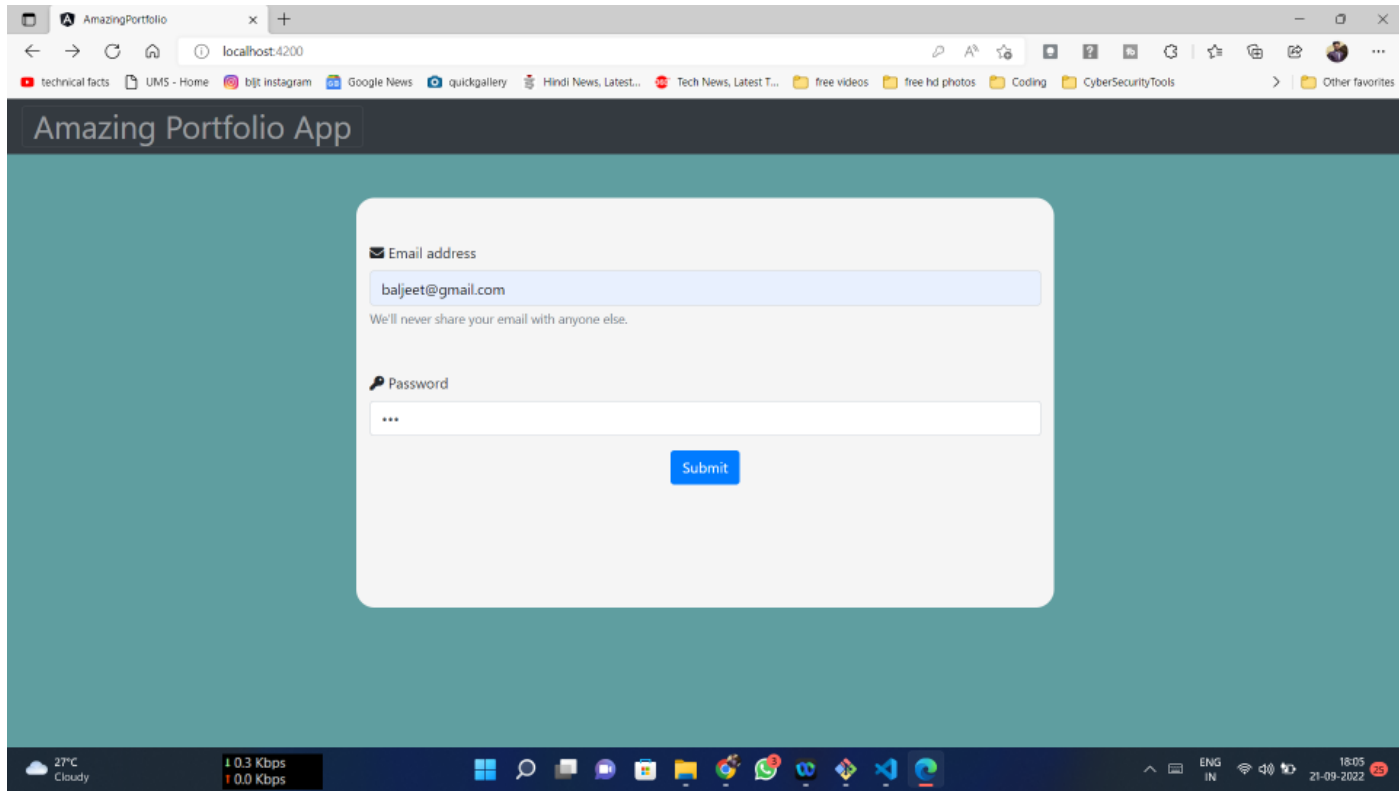 AmazingPortfolio
localhost:4200
technical facts UMS - Home bljt instagram Google News quickgallery Hindi News, Latest... Tech News, Latest T... free videos free hd photos Coding CyberSecurityTools Other favorites
Amazing Portfolio App
Email address
baljeet@gmail.com
We'll never share your email with anyone else.
Password
Submit
27°C
Cloudy
↓ 0.3 Kbps
↑ 0.0 Kbps
3
ENG
IN
18:05
21-09-2022
25